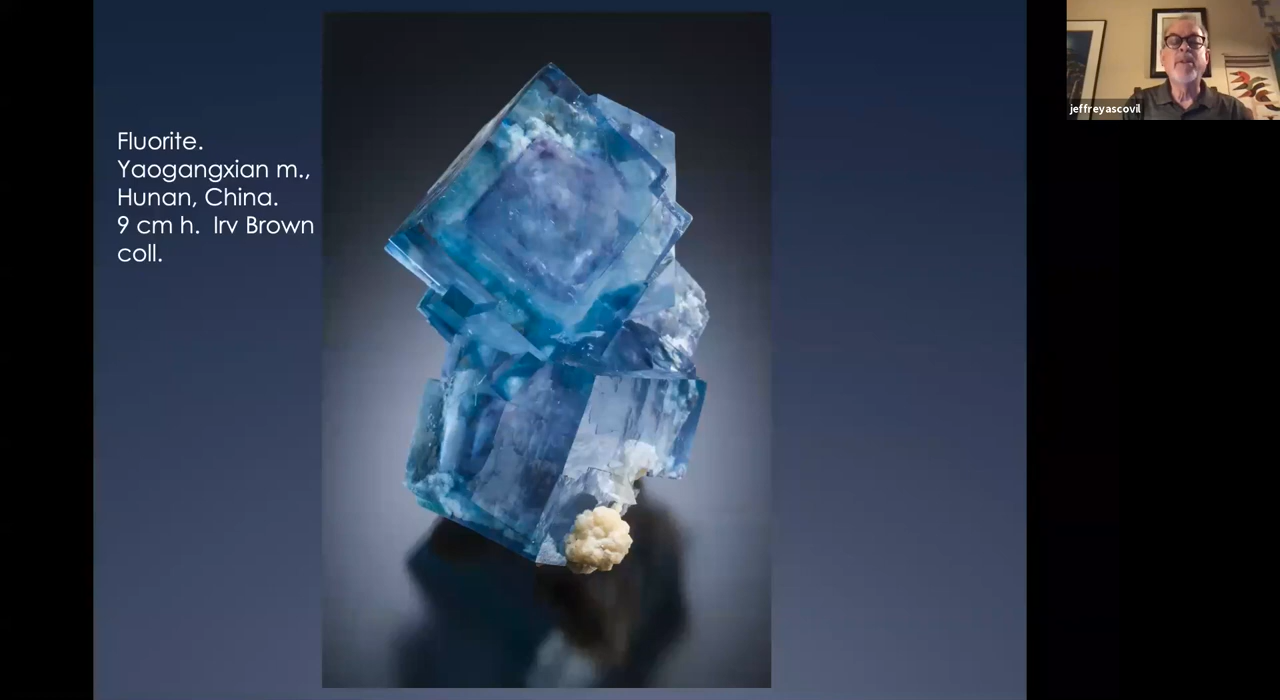 Fluorite.
Yaogangxian m.,
Hunan, China.
9 cm h.  Irv Brown
coll.
jeffreyascovil